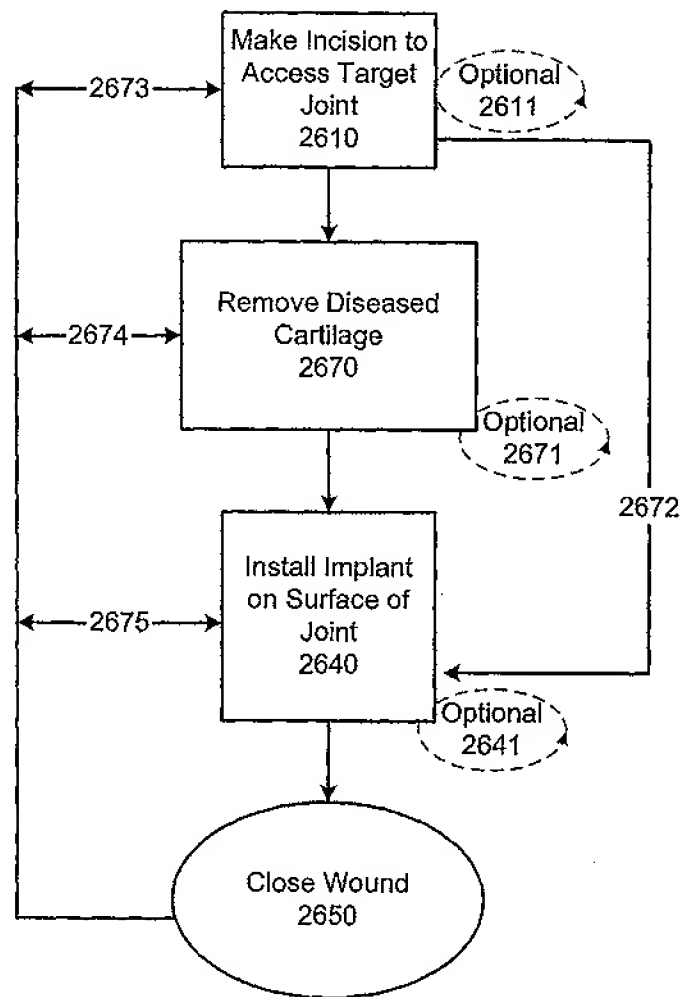 Make Incision to
Access Target
Joint
2610
Optional
2611
2673
Remove Diseased
Cartilage
2670
2674
Optional
2671
2672
Install Implant
on Surface of
Joint
2640
2675
Optional
2641
Close Wound
2650